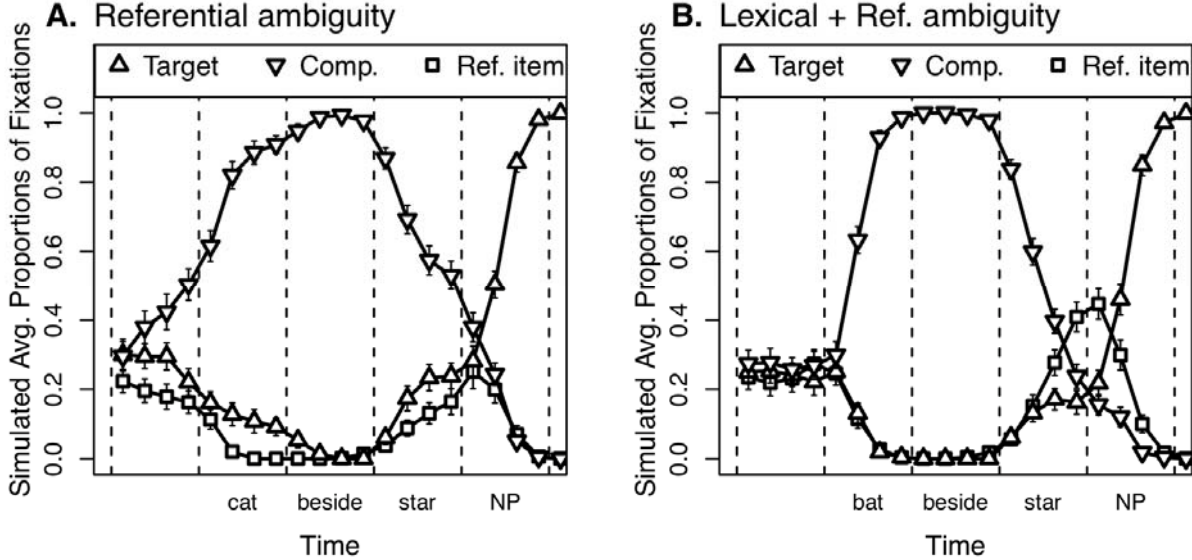 A. Referential ambiguity
Target Comp. Ref. item
Simulated Avg. Proportions of Fixations
1.0
0.8
0.6
0.4
0.2
0.0
cat beside star NP
Time
B. Lexical + Ref. ambiguity
Target Comp. Ref. item
Simulated Avg. Proportions of Fixations
1.0
0.8
0.6
0.4
0.2
0.0
bat beside star NP
Time